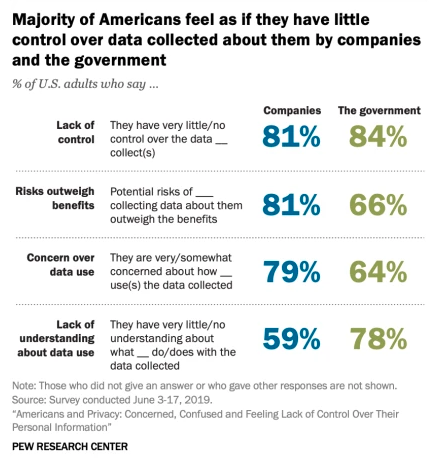 Majority of Americans feel as if they have little
control over data collected about them by companies
and the government
% of U.S. adults who say ...
Companies The government
Lack of
control
They have very little/no
control over the data __
collect(s)
81% 84%
Risks outweigh
benefits
Potential risks of ___
collecting data about them
outweigh the benefits
81% 66%
Concern over
data use
They are very/somewhat
concerned about how __
use(s) the data collected
79% 64%
Lack of
understanding
about data use
They have very little/no
understanding about
what __ do/does with the
data collected
59% 78%
Note: Those who did not give an answer or who gave other responses are not shown.
Source: Survey conducted June 3-17, 2019.
“Americans and Privacy: Concerned, Confused and Feeling Lack of Control Over Their
Personal Information”
PEW RESEARCH CENTER